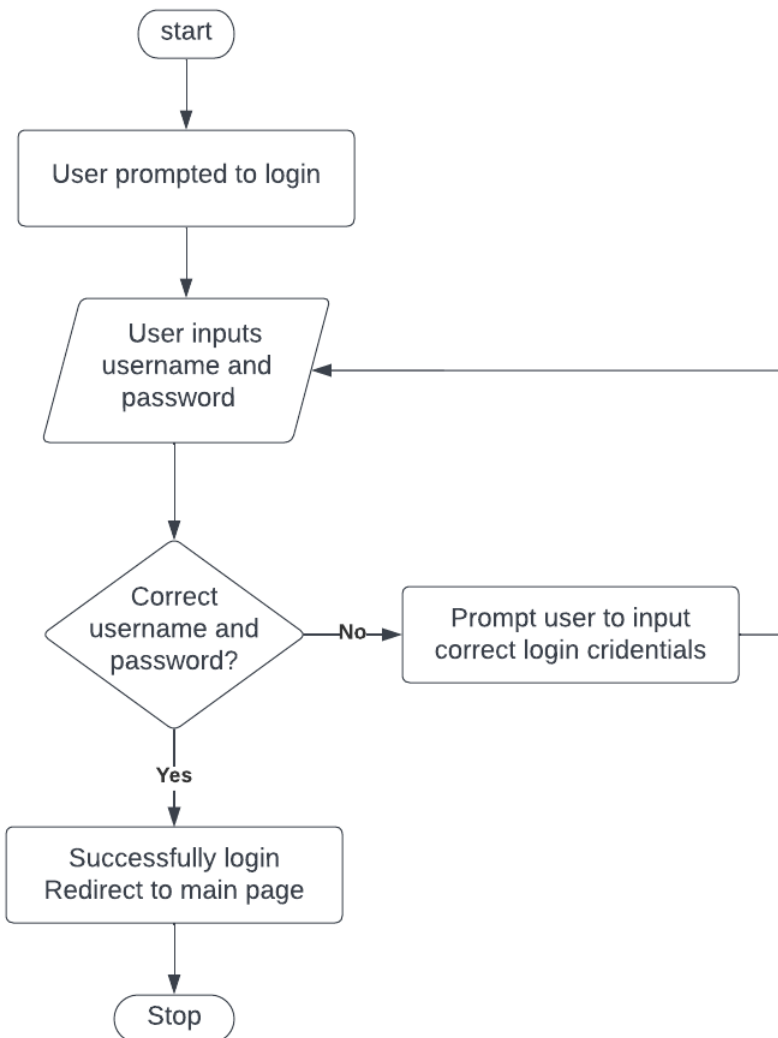 start
User prompted to login
User inputs
username and
password
Correct
username and
password?
No
Prompt user to input
correct login cridentials
Yes
Successfully login
Redirect to main page
Stop